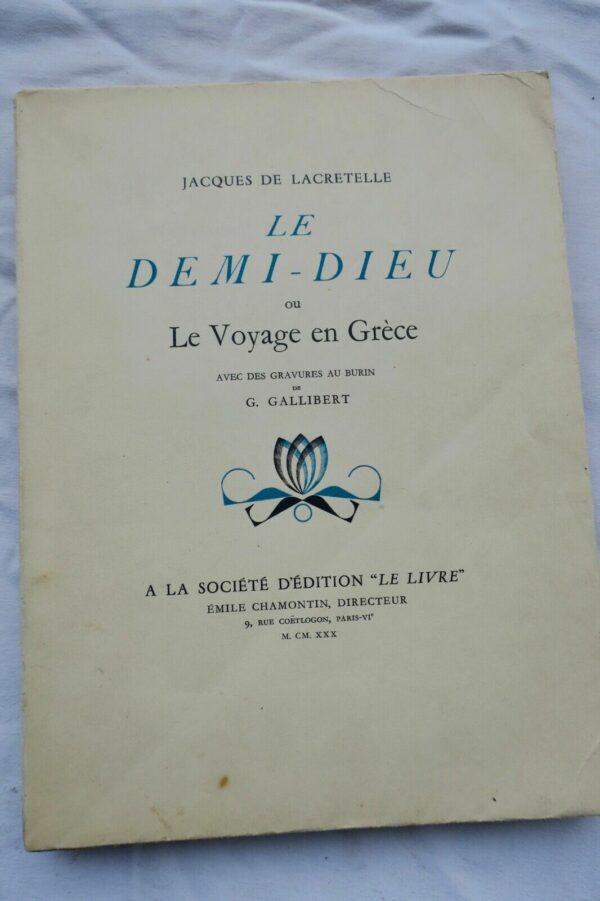 JACQUES DE LACRETELLE
LE
DEMI-DIEU
ou
Le Voyage en Grèce
AVEC DES GRAVURES AU BURIN
DE
G. GALLIBERT
A LA SOCIÉTÉ D'ÉDITION "LE LIVRE"
ÉMILE CHAMONTIN, DIRECTEUR
9, RUE COËTLOGON, PARIS-VIe
M. CM. XXX